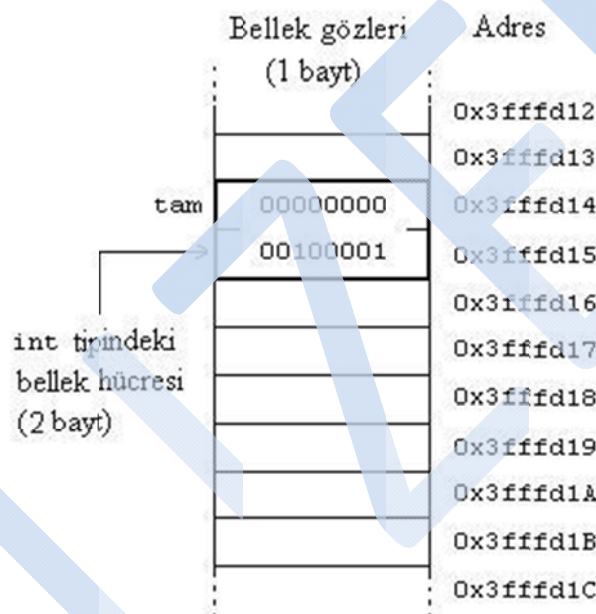 Bellek gözleri Adres
(1 bayt)
0x3fffd12
0x3fffd13
tam 00000000 0x3fffd14
00100001 0x3fffd15
0x3fffd16
int tipindeki 0x3fffd17
bellek hücresi 0x3fffd18
(2 bayt)
0x3fffd19
0x3fffd1A
0x3fffd1B
0x3fffd1C